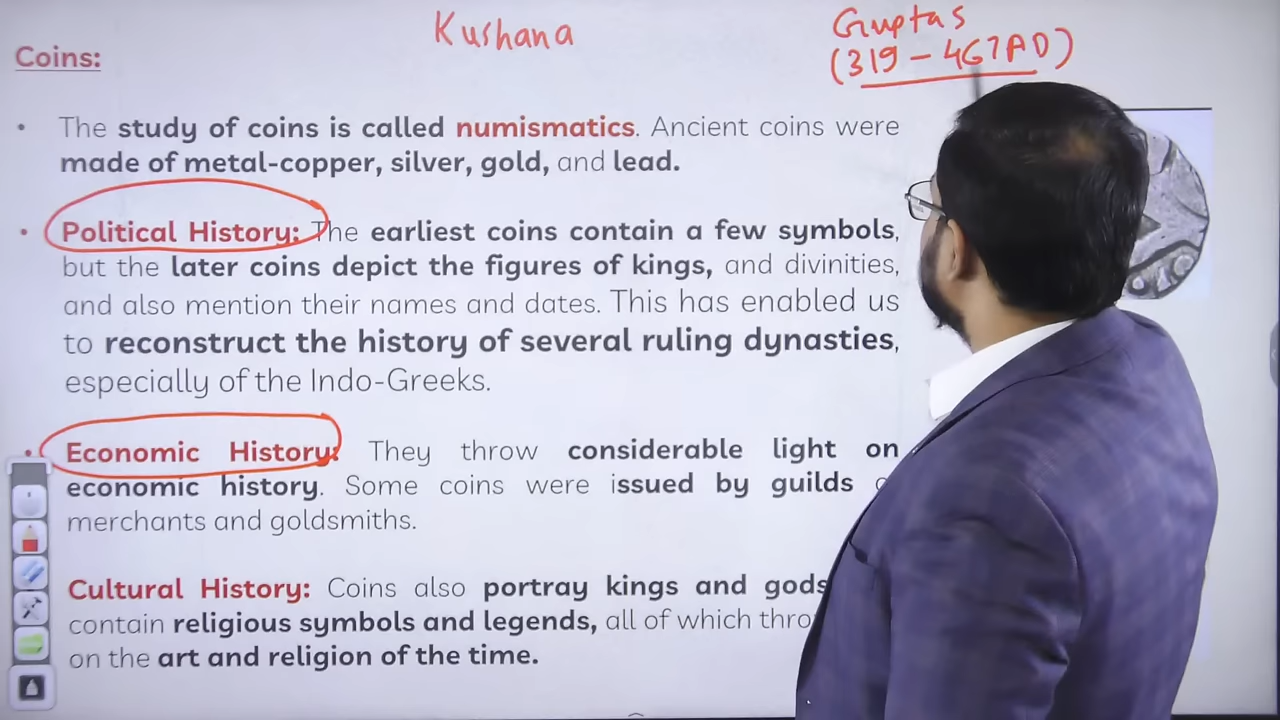 Kushana
Guptas
(319 - 467AD)
Coins:
• The study of coins is called numismatics. Ancient coins were
made of metal-copper, silver, gold, and lead.
• Political History: The earliest coins contain a few symbols,
but the later coins depict the figures of kings, and divinities,
and also mention their names and dates. This has enabled us
to reconstruct the history of several ruling dynasties,
especially of the Indo-Greeks.
• Economic History: They throw considerable light on
economic history. Some coins were issued by guilds
merchants and goldsmiths.
Cultural History: Coins also portray kings and gods
contain religious symbols and legends, all of which
on the art and religion of the time.